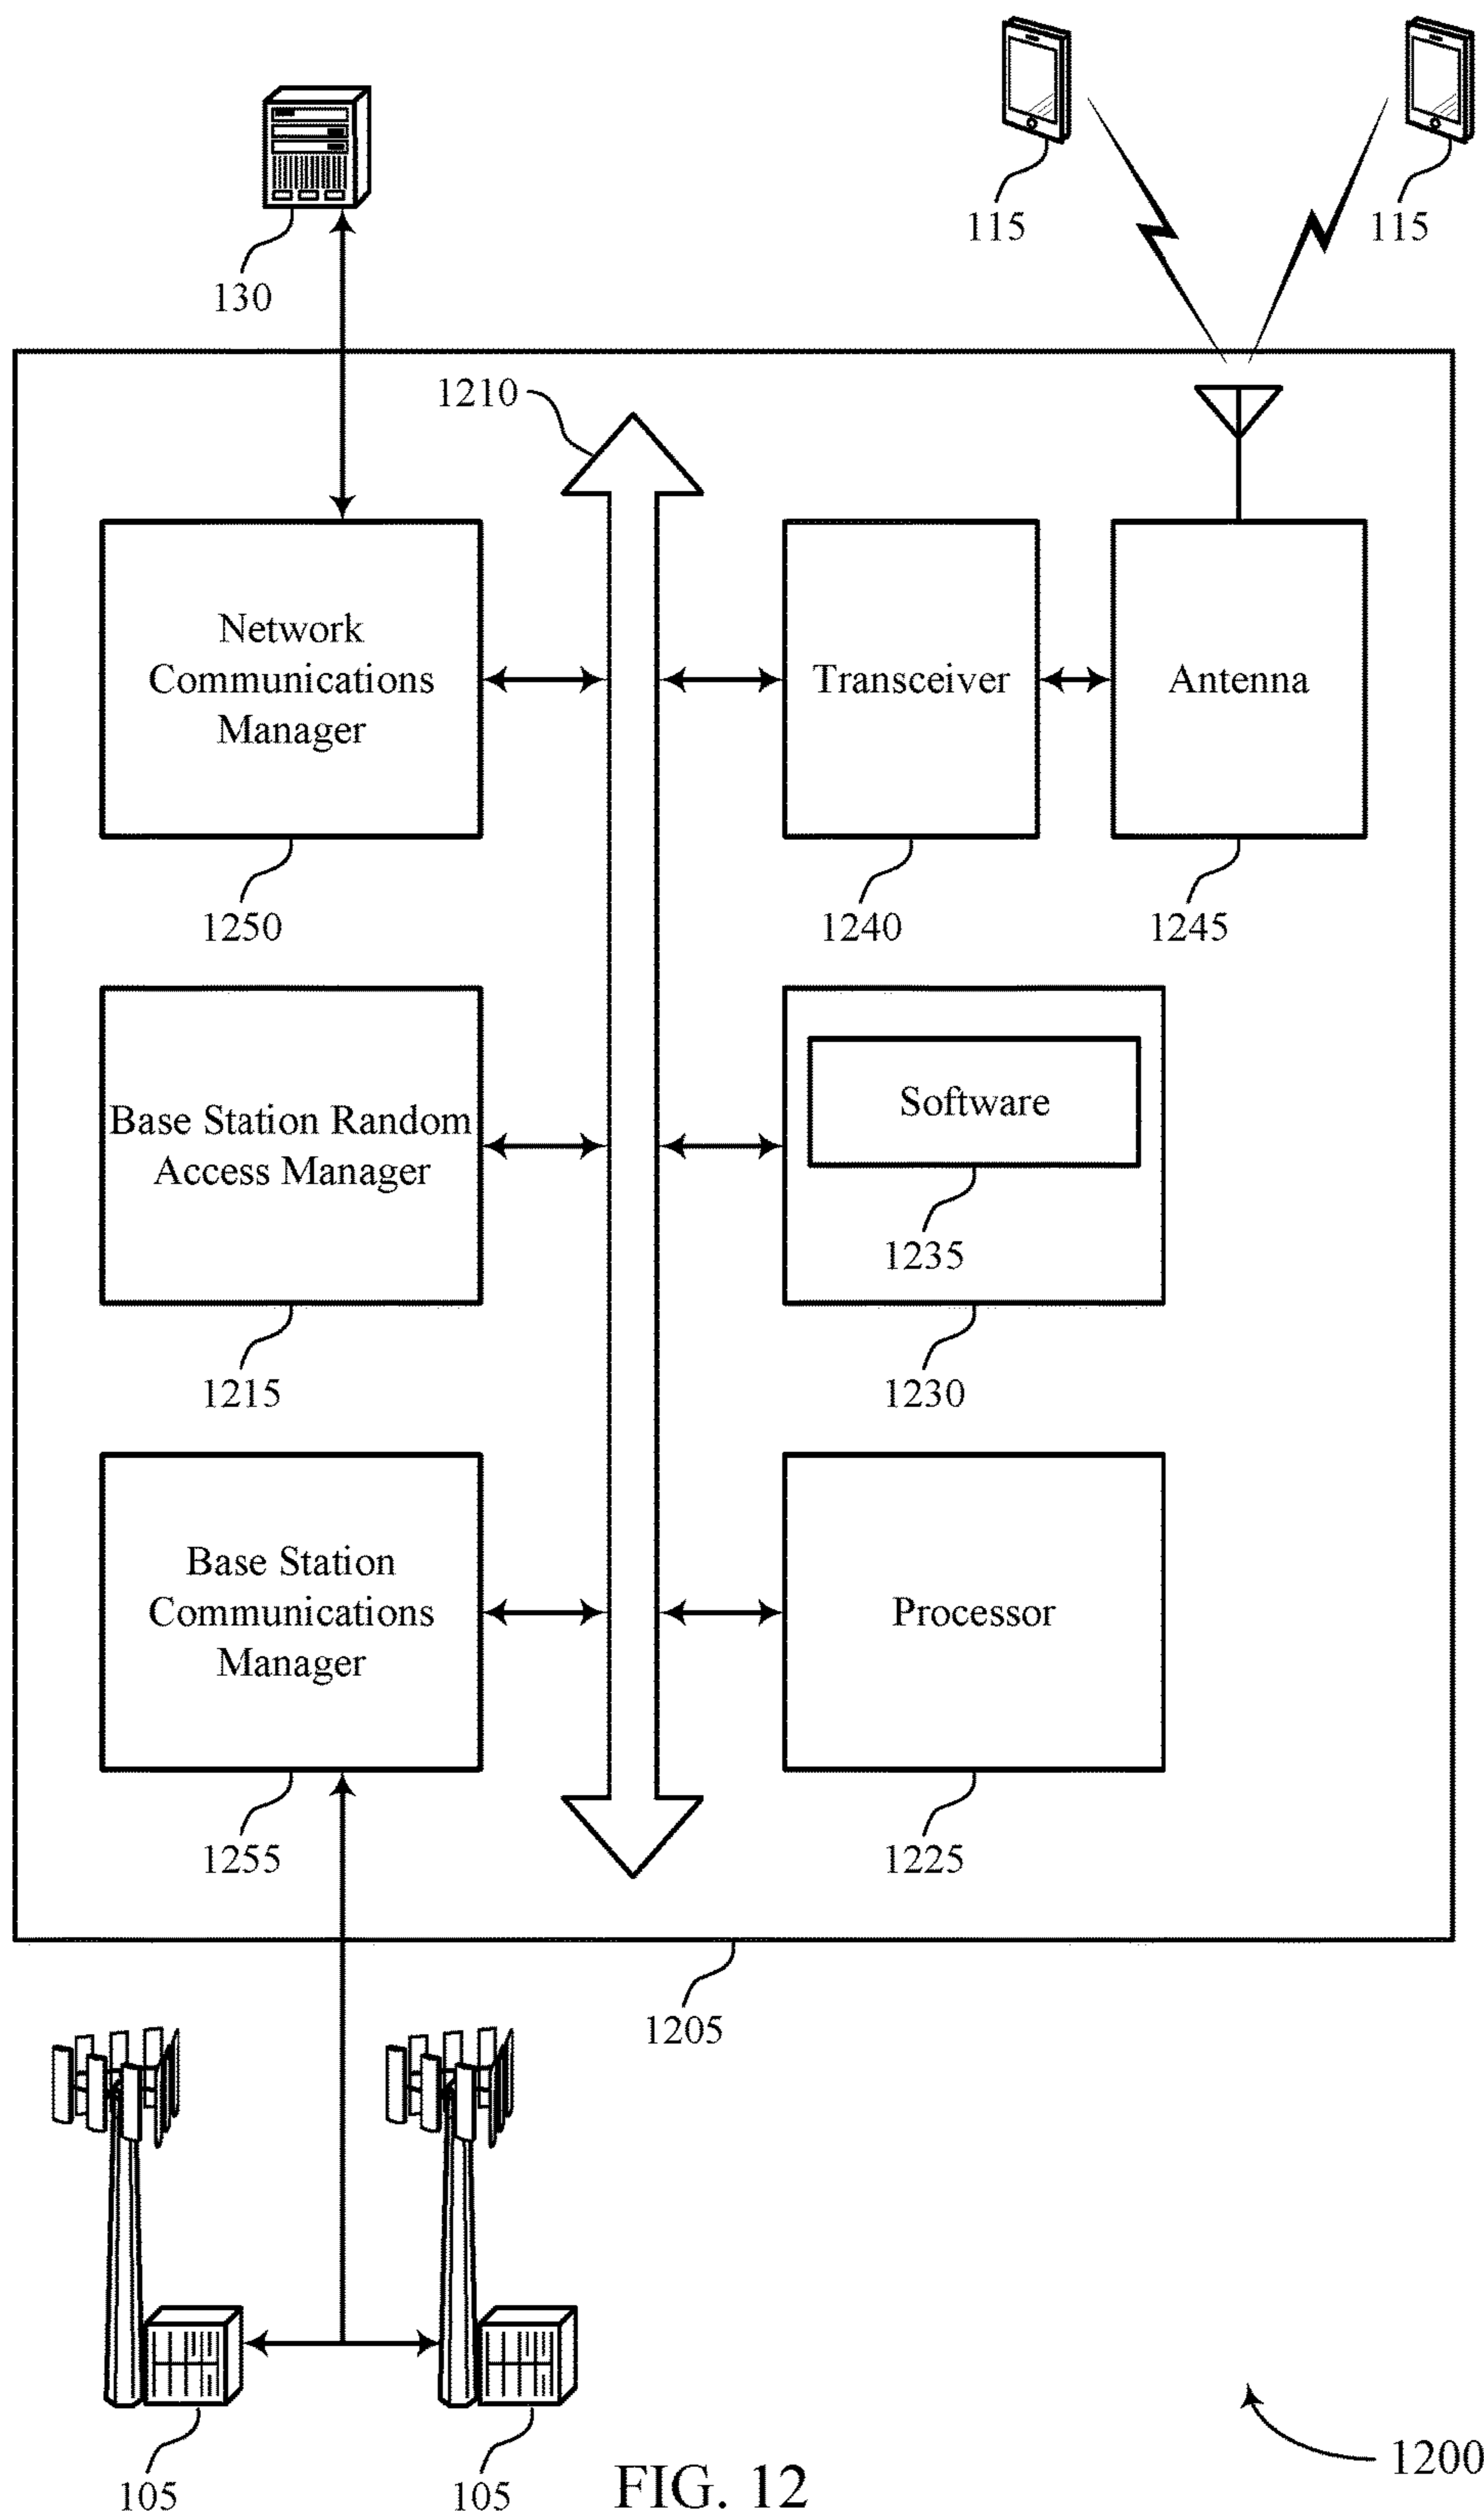 115
115
130
1210
Network
Communications
Manager
Transceiver
Antenna
1250
1240
1245
Base Station Random
Access Manager
Software
1235
1215
1230
Base Station
Communications
Manager
Processor
1255
1225
1205
105
105
FIG. 12
1200